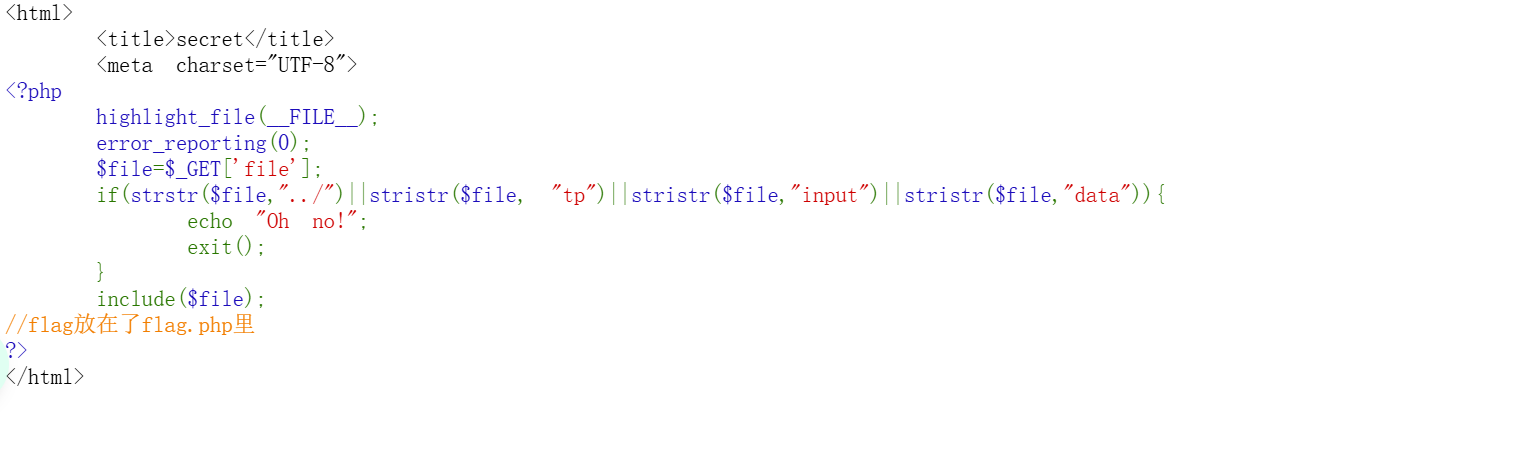 <html>
<title>secret</title>
<meta charset="UTF-8">
<?php
highlight_file(__FILE__);
error_reporting(0);
$file=$_GET['file'];
if(strstr($file,"../")||stristr($file, "tp")||stristr($file,"input")||stristr($file,"data")){
echo "Oh no!";
exit();
}
include($file);
//flag放在了flag.php里
?>
</html>